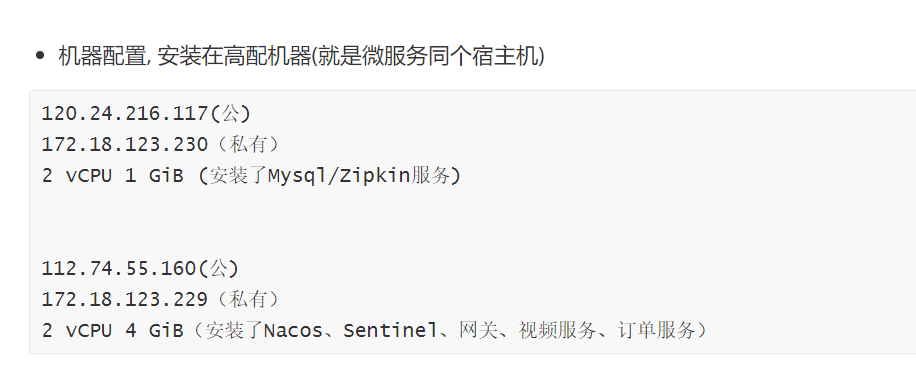 机器配置, 安装在高配机器(就是微服务同个宿主机)
120.24.216.117(公)
172.18.123.230（私有）
2 vCPU 1 GiB (安装了Mysql/Zipkin服务)
112.74.55.160(公)
172.18.123.229（私有）
2 vCPU 4 GiB（安装了Nacos、Sentinel、网关、视频服务、订单服务）